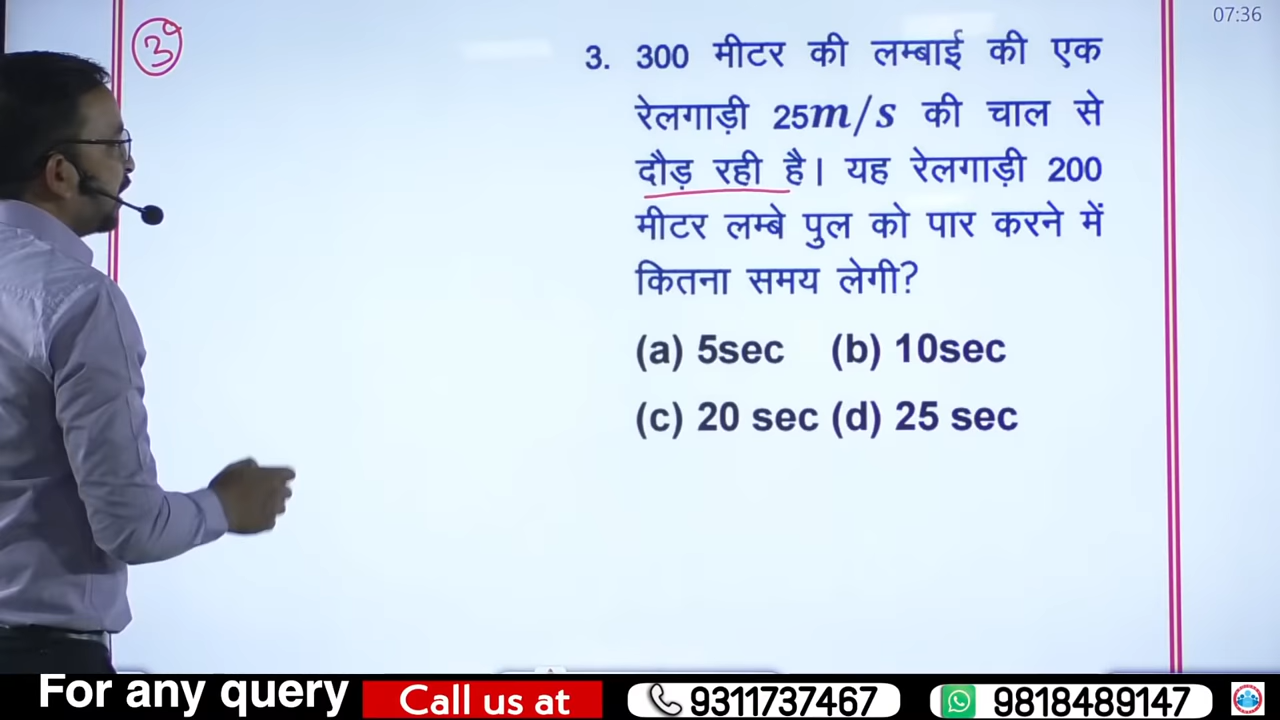 07:36
3
3. 300 मीटर की लम्बाई की एक
रेलगाड़ी 25m/s की चाल से
दौड़ रही है। यह रेलगाड़ी 200
मीटर लम्बे पुल को पार करने में
कितना समय लेगी?
(a) 5sec (b) 10sec
(c) 20 sec (d) 25 sec
For any query Call us at 9311737467 9818489147